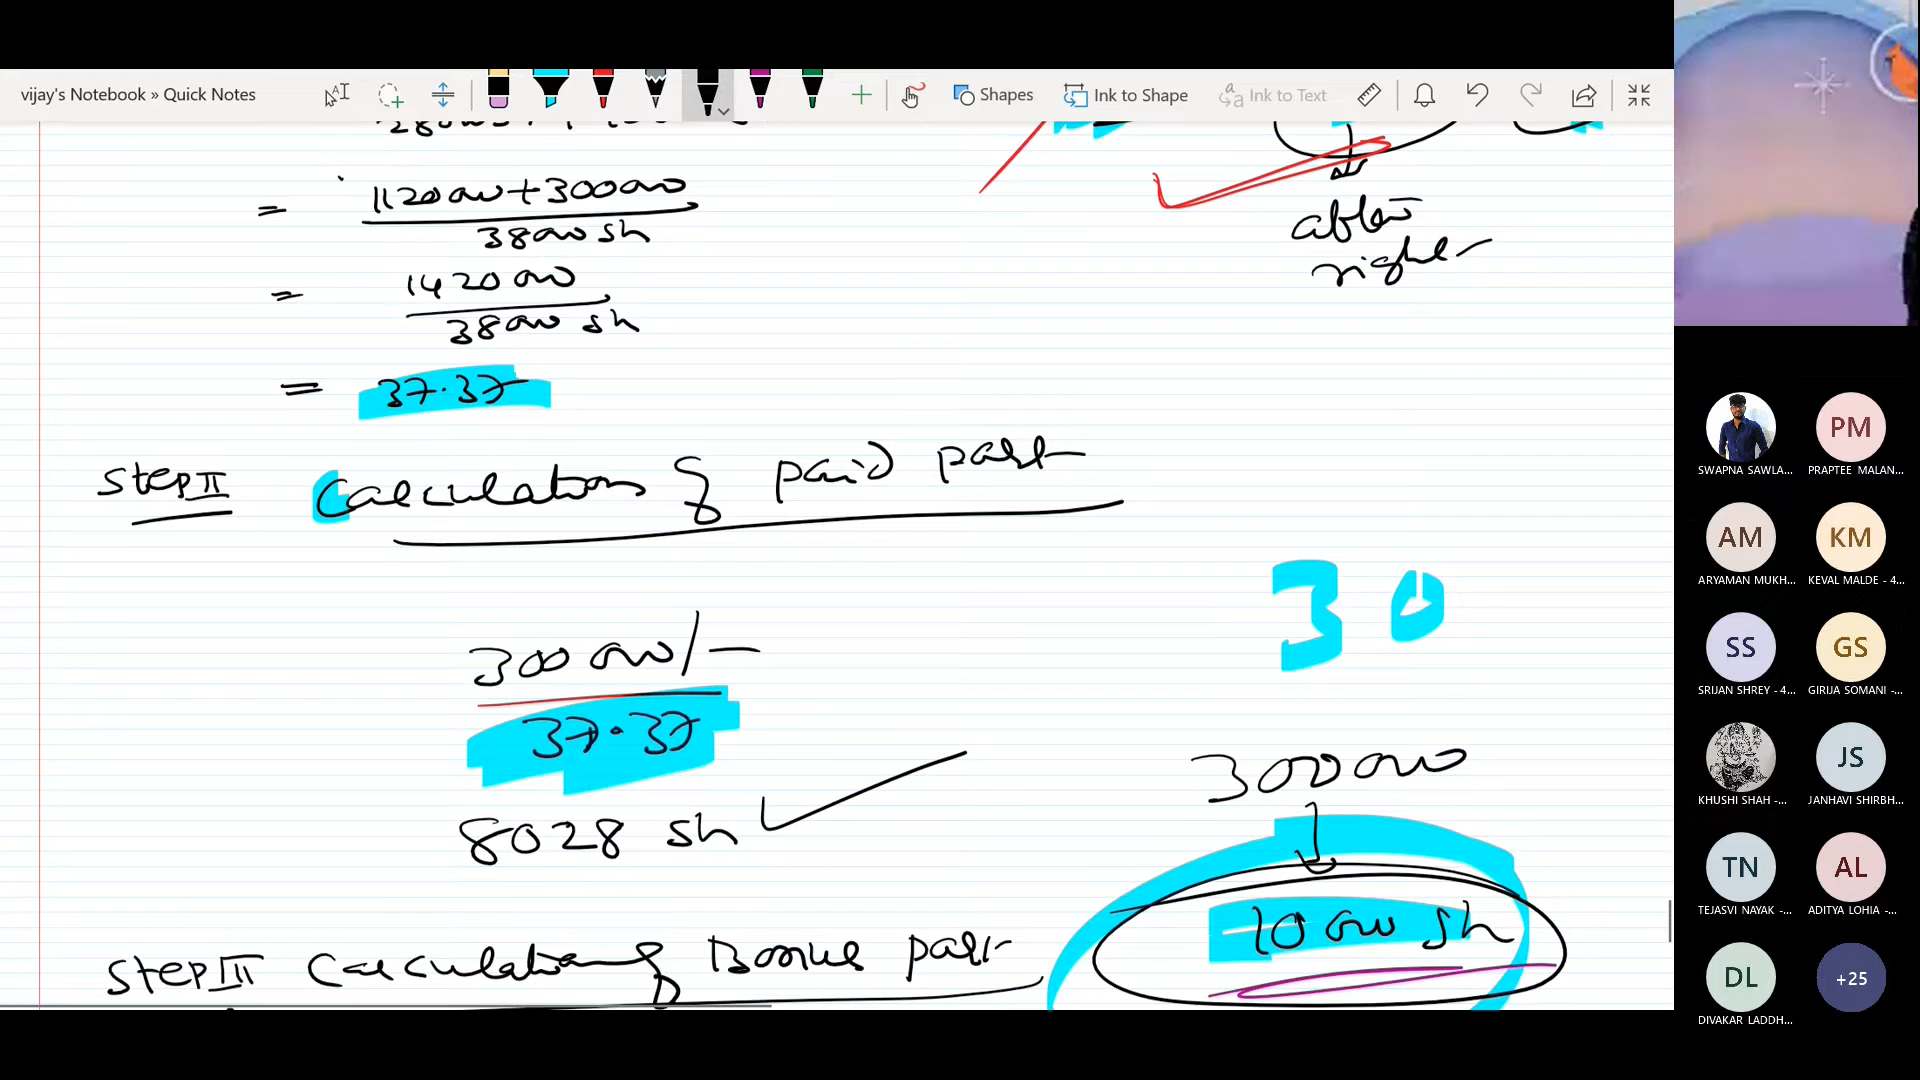 vijay's Notebook » Quick Notes
Shapes
Ink to Shape
Ink to Text
= 1120000+300000
38000 sh
= 1420000
38000 sh
= 37.37
after
right
Step II Calculation of paid part
30
300000/-
37.37
8028 sh
300000
10000 sh
Step III Calculation of Bonus part
SWAPNA SAWLA...
PM
PRAPTEE MALAN...
AM
ARYAMAN MUKH...
KM
KEVAL MALDE - 4...
SS
SRIJAN SHREY - 4...
GS
GIRIJA SOMANI -...
KHUSHI SHAH -...
JS
JANHAVI SHIRBH...
TN
TEJASVI NAYAK -...
AL
ADITYA LOHIA -...
DL
DIVAKAR LADDH...
+25